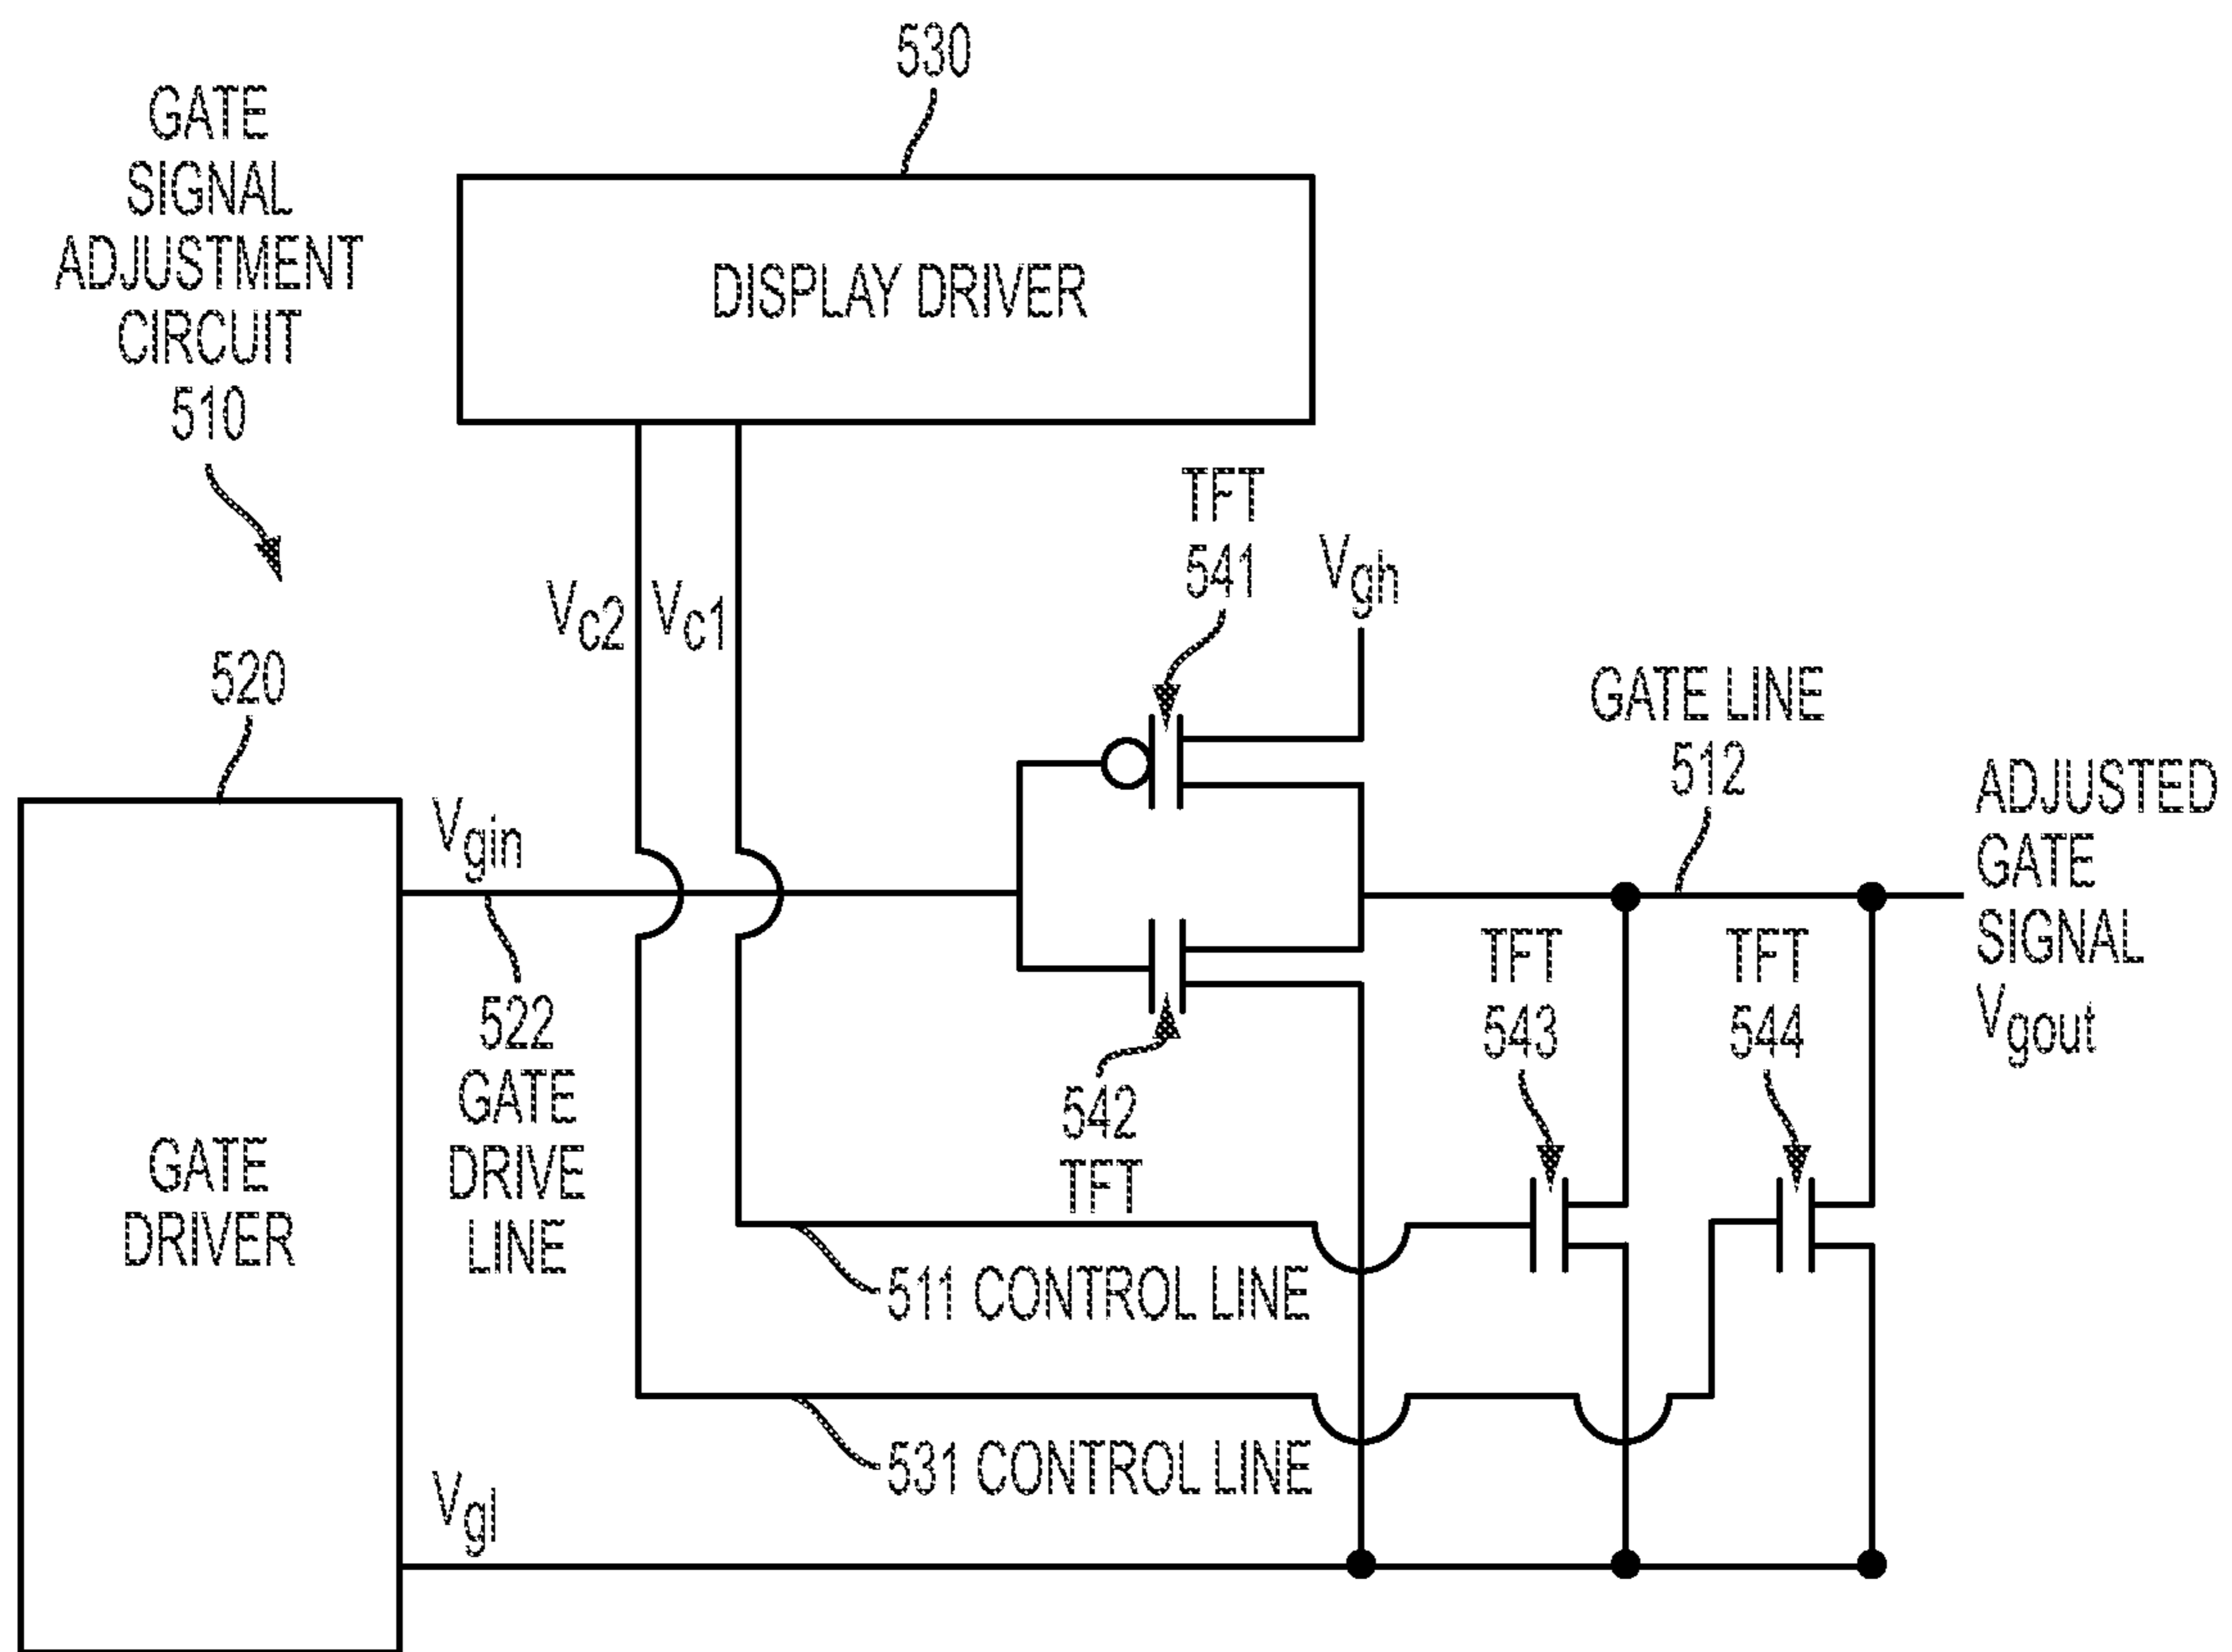 530
GATE
SIGNAL
ADJUSTMENT
CIRCUIT
510
DISPLAY DRIVER
TFT
541
Vgh
Vc2
Vc1
520
GATE LINE
512
ADJUSTED
GATE
SIGNAL
Vgout
Vgin
TFT
543
TFT
544
522
GATE
DRIVE
LINE
542
TFT
GATE
DRIVER
511 CONTROL LINE
531 CONTROL LINE
Vgl